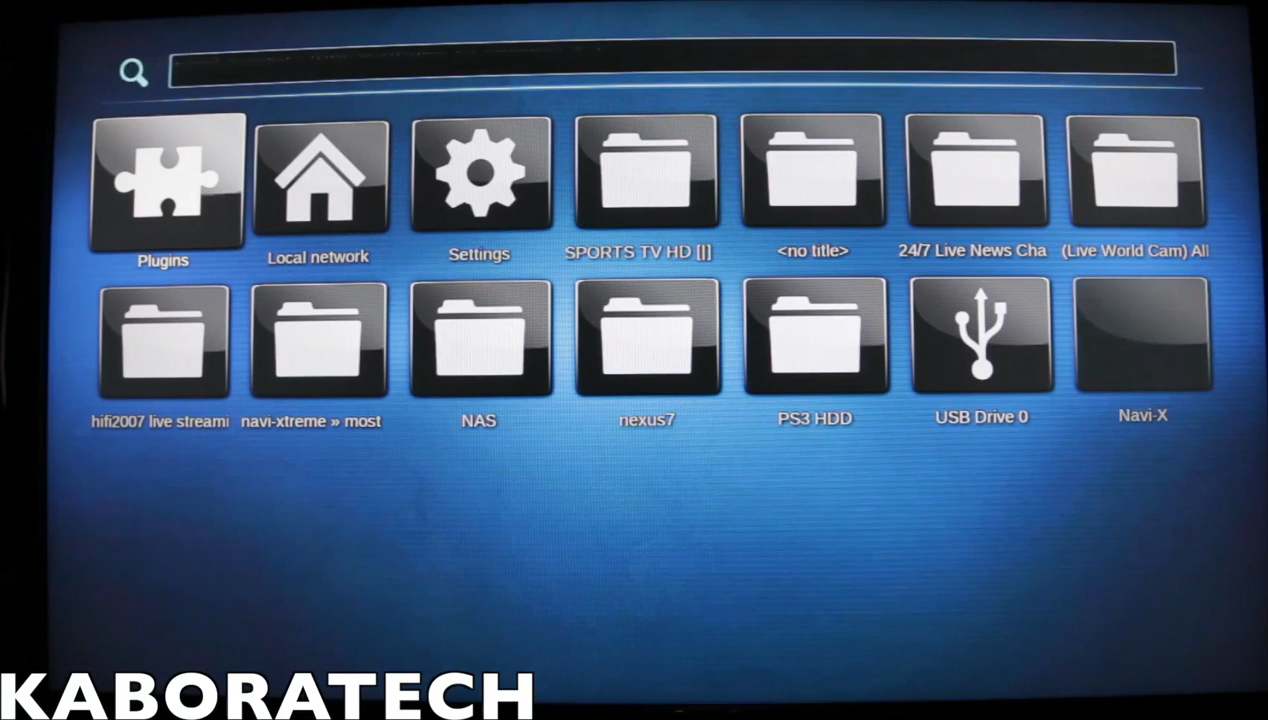 Plugins
Local network
Settings
SPORTS TV HD [|]
<no title>
24/7 Live News Cha
(Live World Cam) All
hifi2007 live streami
navi-xtreme » most
NAS
nexus7
PS3 HDD
USB Drive 0
Navi-X
KABORATECH